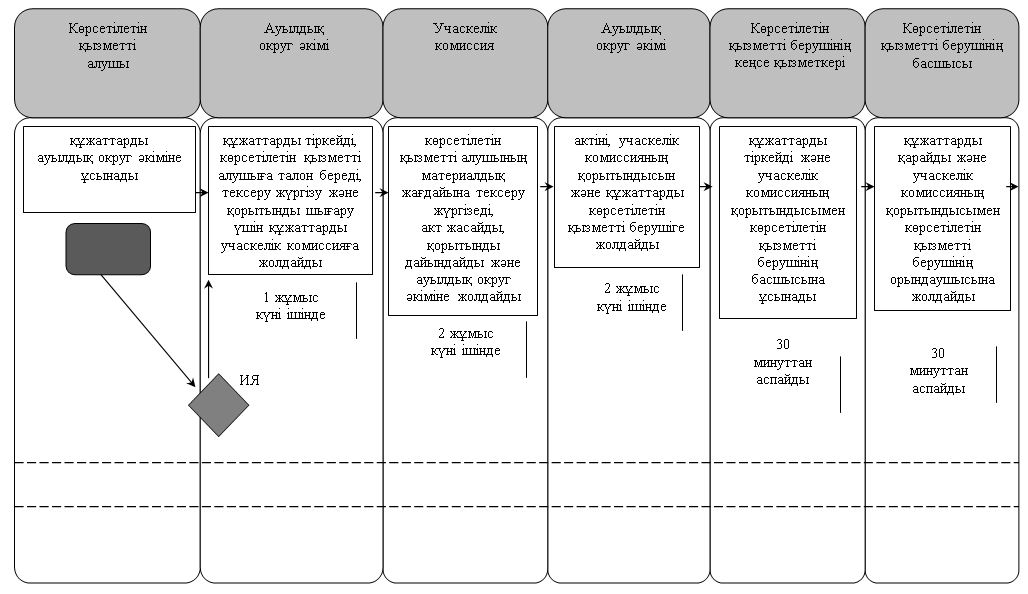 Көрсетілетін
қызметті
алушы
Ауылдық
округ әкімі
Учаскелік
комиссия
Ауылдық
округ әкімі
Көрсетілетін
қызметті берушінің
кеңсе қызметкері
Көрсетілетін
қызметті берушінің
басшысы
құжаттарды
ауылдық округ әкіміне
ұсынады
құжаттарды тіркейді,
көрсетілетін қызметті
алушыға талон береді,
тексеру жүргізу және
қорытынды шығару
үшін құжаттарды
учаскелік комиссияға
жолдайды
1 жұмыс
күні ішінде
көрсетілетін
қызметті алушының
материалдық
жағдайына тексеру
жүргізеді,
акт жасайды,
қорытынды
дайындайды және
ауылдық округ
әкіміне жолдайды
2 жұмыс
күні ішінде
актіні, учаскелік
комиссияның
қорытындысын
және құжаттарды
көрсетілетін
қызметті берушіге
жолдайды
2 жұмыс
күні ішінде
құжаттарды
тіркейді және
учаскелік
комиссияның
қорытындысымен
көрсетілетін
қызметті
берушінің
басшысына
ұсынады
30
минуттан
аспайды
құжаттарды
қарайды және
учаскелік
комиссияның
қорытындысымен
көрсетілетін
қызметті
берушінің
орындаушысына
жолдайды
30
минуттан
аспайды
ИЯ